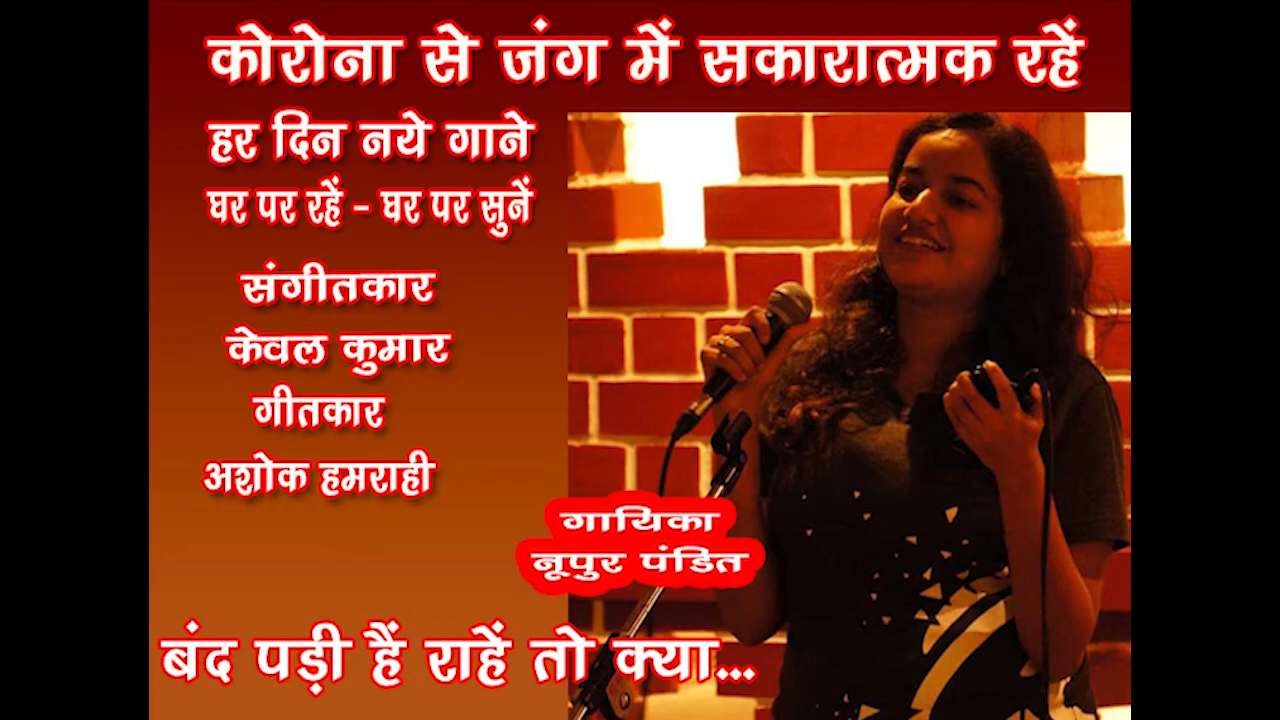 कोरोना से जंग में सकारात्मक रहें
हर दिन नये गाने
घर पर रहें - घर पर सुनें
संगीतकार
केवल कुमार
गीतकार
अशोक हमराही
गायिका
नूपुर पंडित
बंद पड़ी हैं राहें तो क्या...